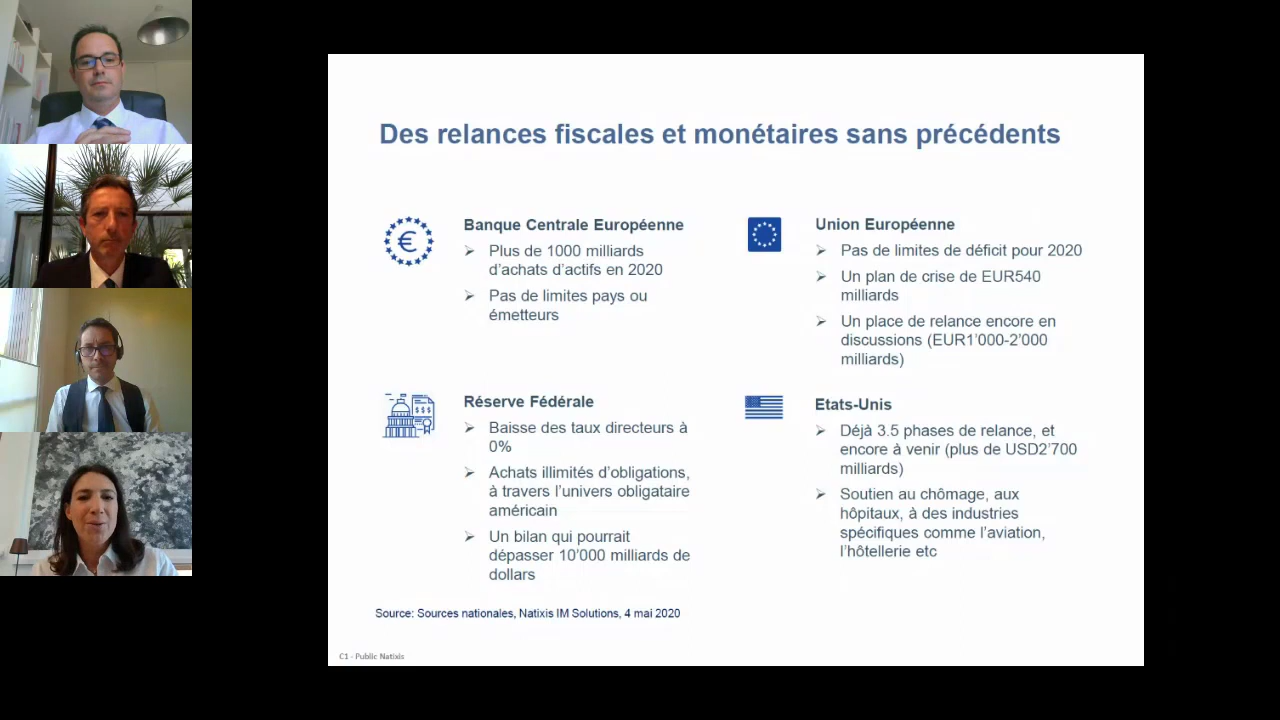 Des relances fiscales et monétaires sans précédents
Banque Centrale Européenne
Plus de 1000 milliards
d'achats d'actifs en 2020
Pas de limites pays ou
émetteurs
Union Européenne
Pas de limites de déficit pour 2020
Un plan de crise de EUR540
milliards
Un place de relance encore en
discussions (EUR1'000-2'000
milliards)
Réserve Fédérale
Baisse des taux directeurs à
0%
Achats illimités d'obligations,
à travers l'univers obligataire
américain
Un bilan qui pourrait
dépasser 10'000 milliards de
dollars
Etats-Unis
Déjà 3.5 phases de relance, et
encore à venir (plus de USD2'700
milliards)
Soutien au chômage, aux
hôpitaux, à des industries
spécifiques comme l'aviation,
l'hôtellerie etc
Source: Sources nationales, Natixis IM Solutions, 4 mai 2020
C1 - Public Natixis